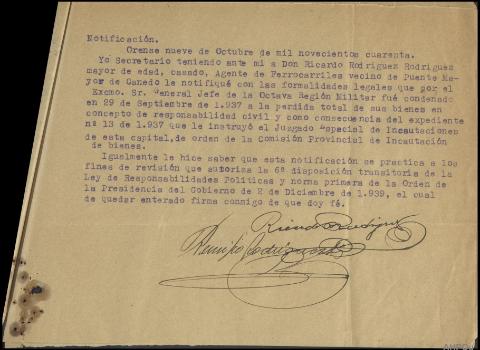 Notificación.
Orense nueve de Octubre de mil novecientos cuarenta.
Yo Secretario teniendo ante mi a Don Ricardo Rodriguez Rodriguez
mayor de edad, casado, Agente de Ferrocarriles vecino de Puente Ma-
yor de Canedo le notifiqué con las formalidades legales que por el
Excmo. Sr. General Jefe de la Octava Región Militar fué condenado
en 29 de Septiembre de 1.937 a la perdida total de sus bienes en
concepto de responsabilidad civil y como consecuencia del expediente
nº 13 de 1.937 que le instruyó el Juzgado Especial de Incautaciones
de esta capital, de orden de la Comisión Provincial de Incautación
de bienes.
Igualmente le hice saber que esta notificación se practica a los
fines de revisión que autoriza la 6ª disposición transitoria de la
Ley de Responsabilidades Politicas y norma primera de la Orden de
la Presidencia del Gobierno de 2 de Diciembre de 1.939, el cual
de quedar enterado firma consigo de que doy fé.
Ricardo Rodriguez